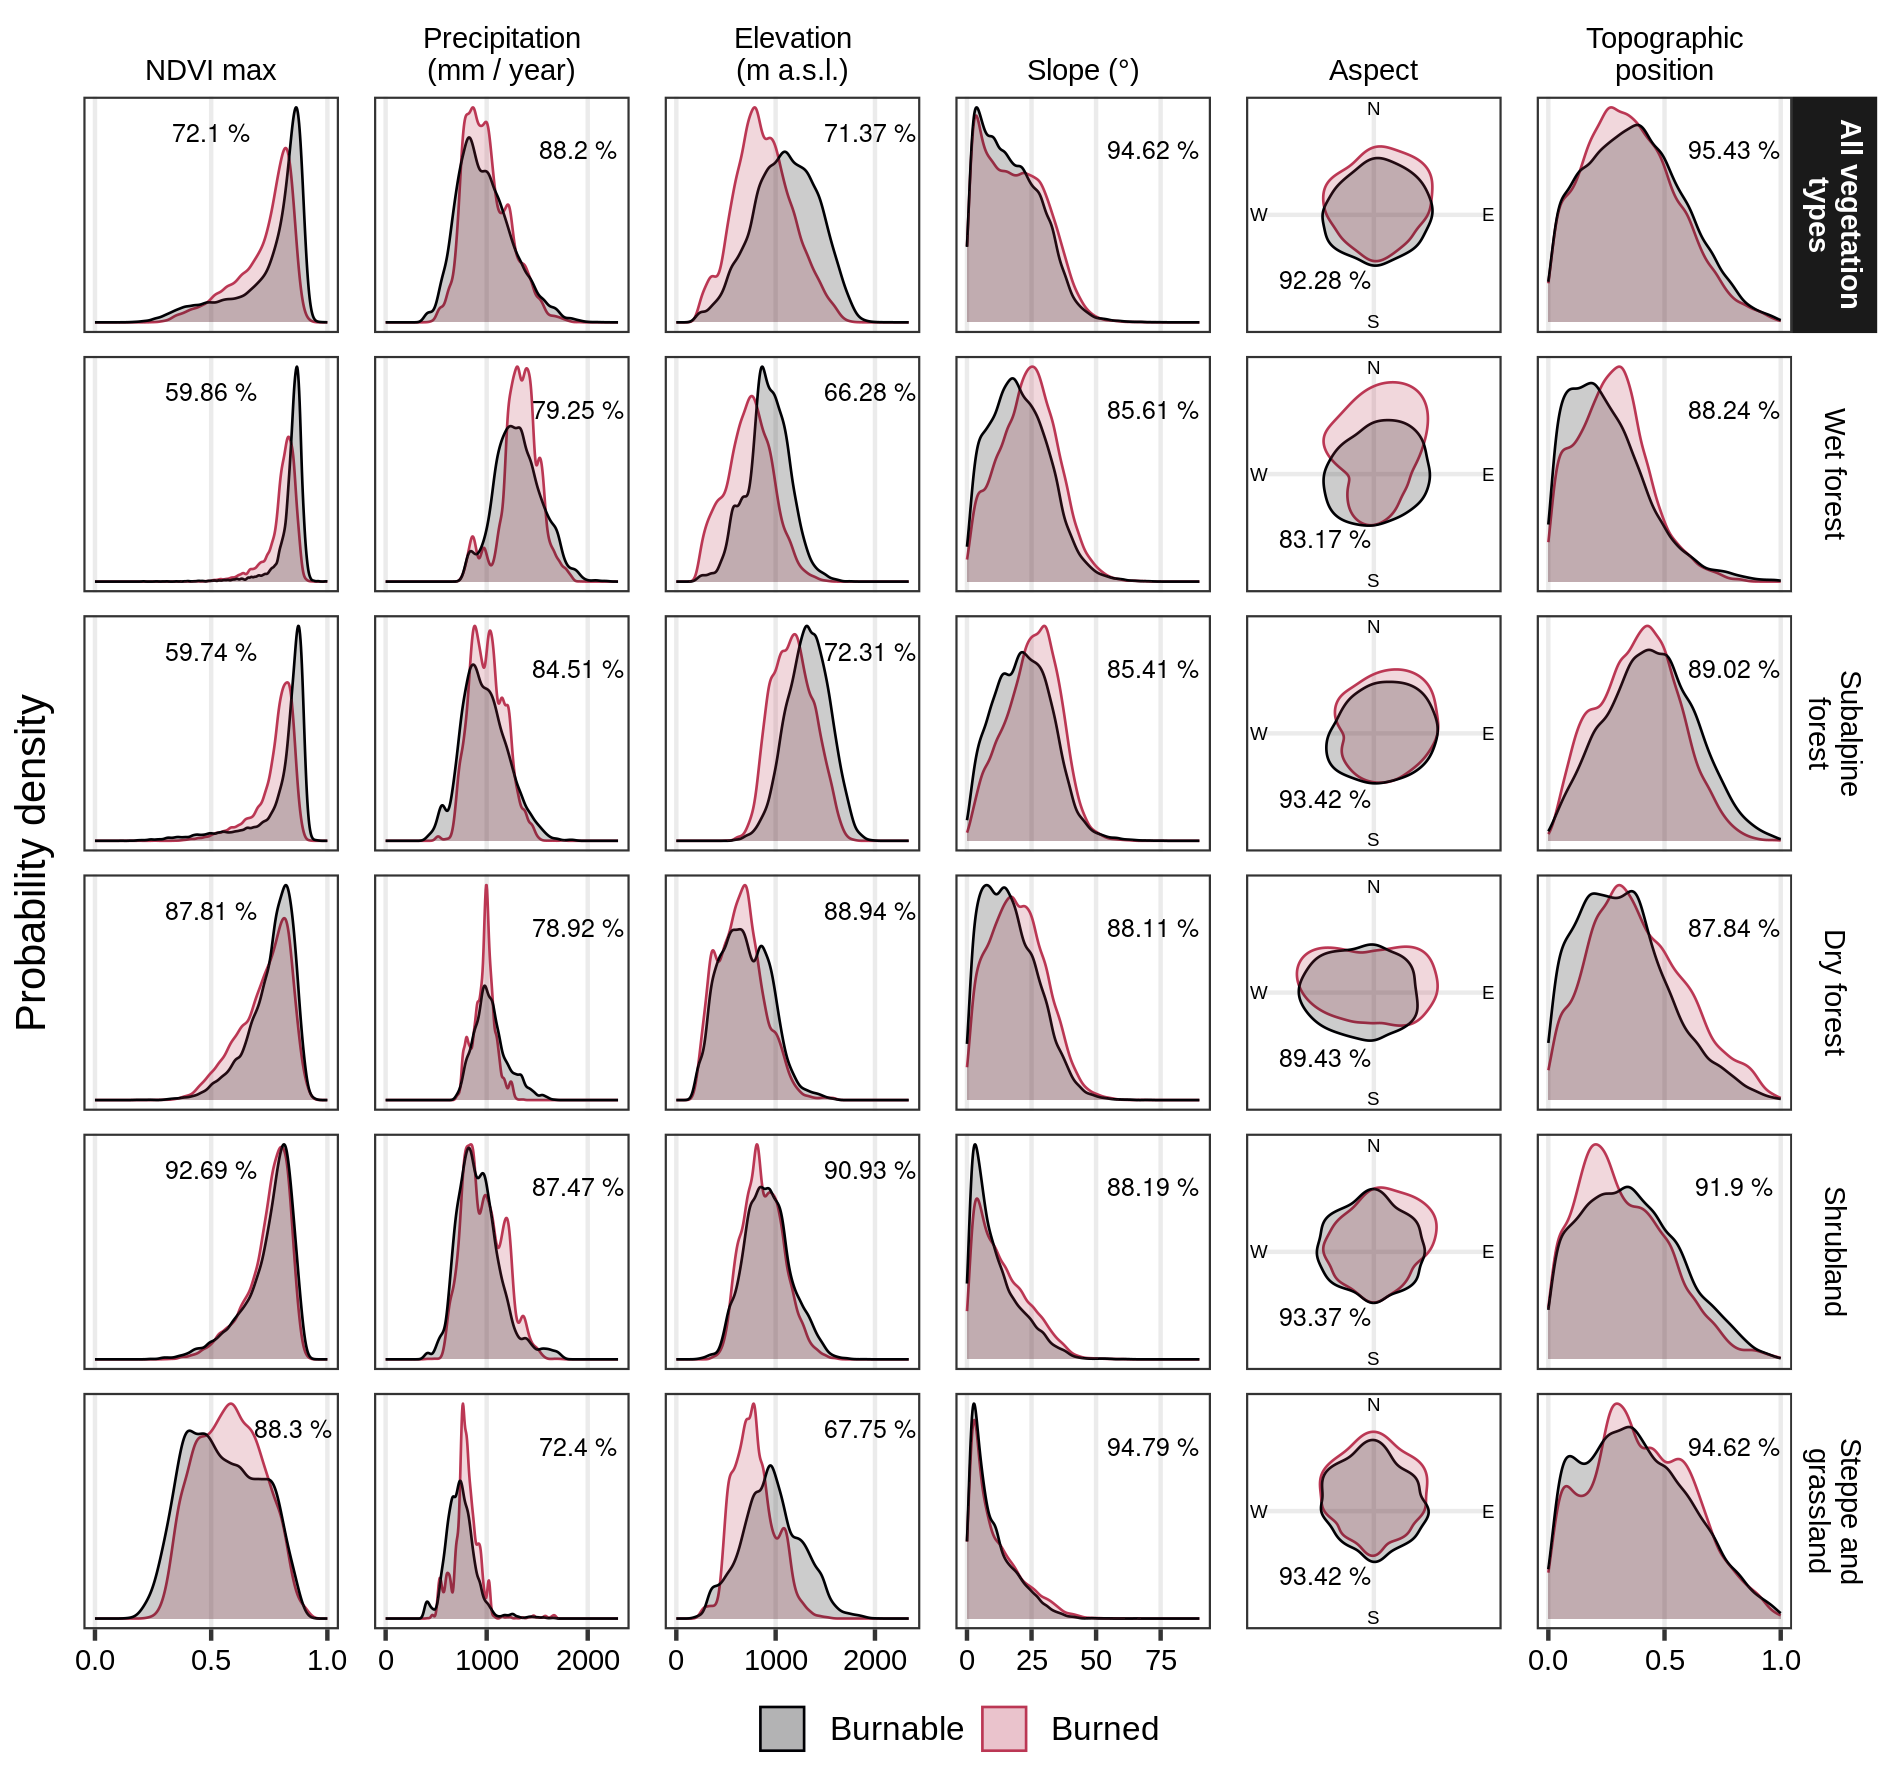 NDVI max
Precipitation
(mm / year)
Elevation
(m a.s.l.)
Slope (°)
Aspect
Topographic
position
72.1 %
88.2 %
71.37 %
94.62 %
N
W
E
S
92.28 %
95.43 %
All vegetation
types
59.86 %
79.25 %
66.28 %
85.61 %
N
W
E
S
83.17 %
88.24 %
Wet forest
59.74 %
84.51 %
72.31 %
85.41 %
N
W
E
S
93.42 %
89.02 %
Subalpine
forest
Probability density
87.81 %
78.92 %
88.94 %
88.11 %
N
W
E
S
89.43 %
87.84 %
Dry forest
92.69 %
87.47 %
90.93 %
88.19 %
N
W
E
S
93.37 %
91.9 %
Shrubland
88.3 %
72.4 %
67.75 %
94.79 %
N
W
E
S
93.42 %
94.62 %
Steppe and
grassland
0.0 0.5 1.0
0 1000 2000
0 1000 2000
0 25 50 75
0.0 0.5 1.0
Burnable
Burned